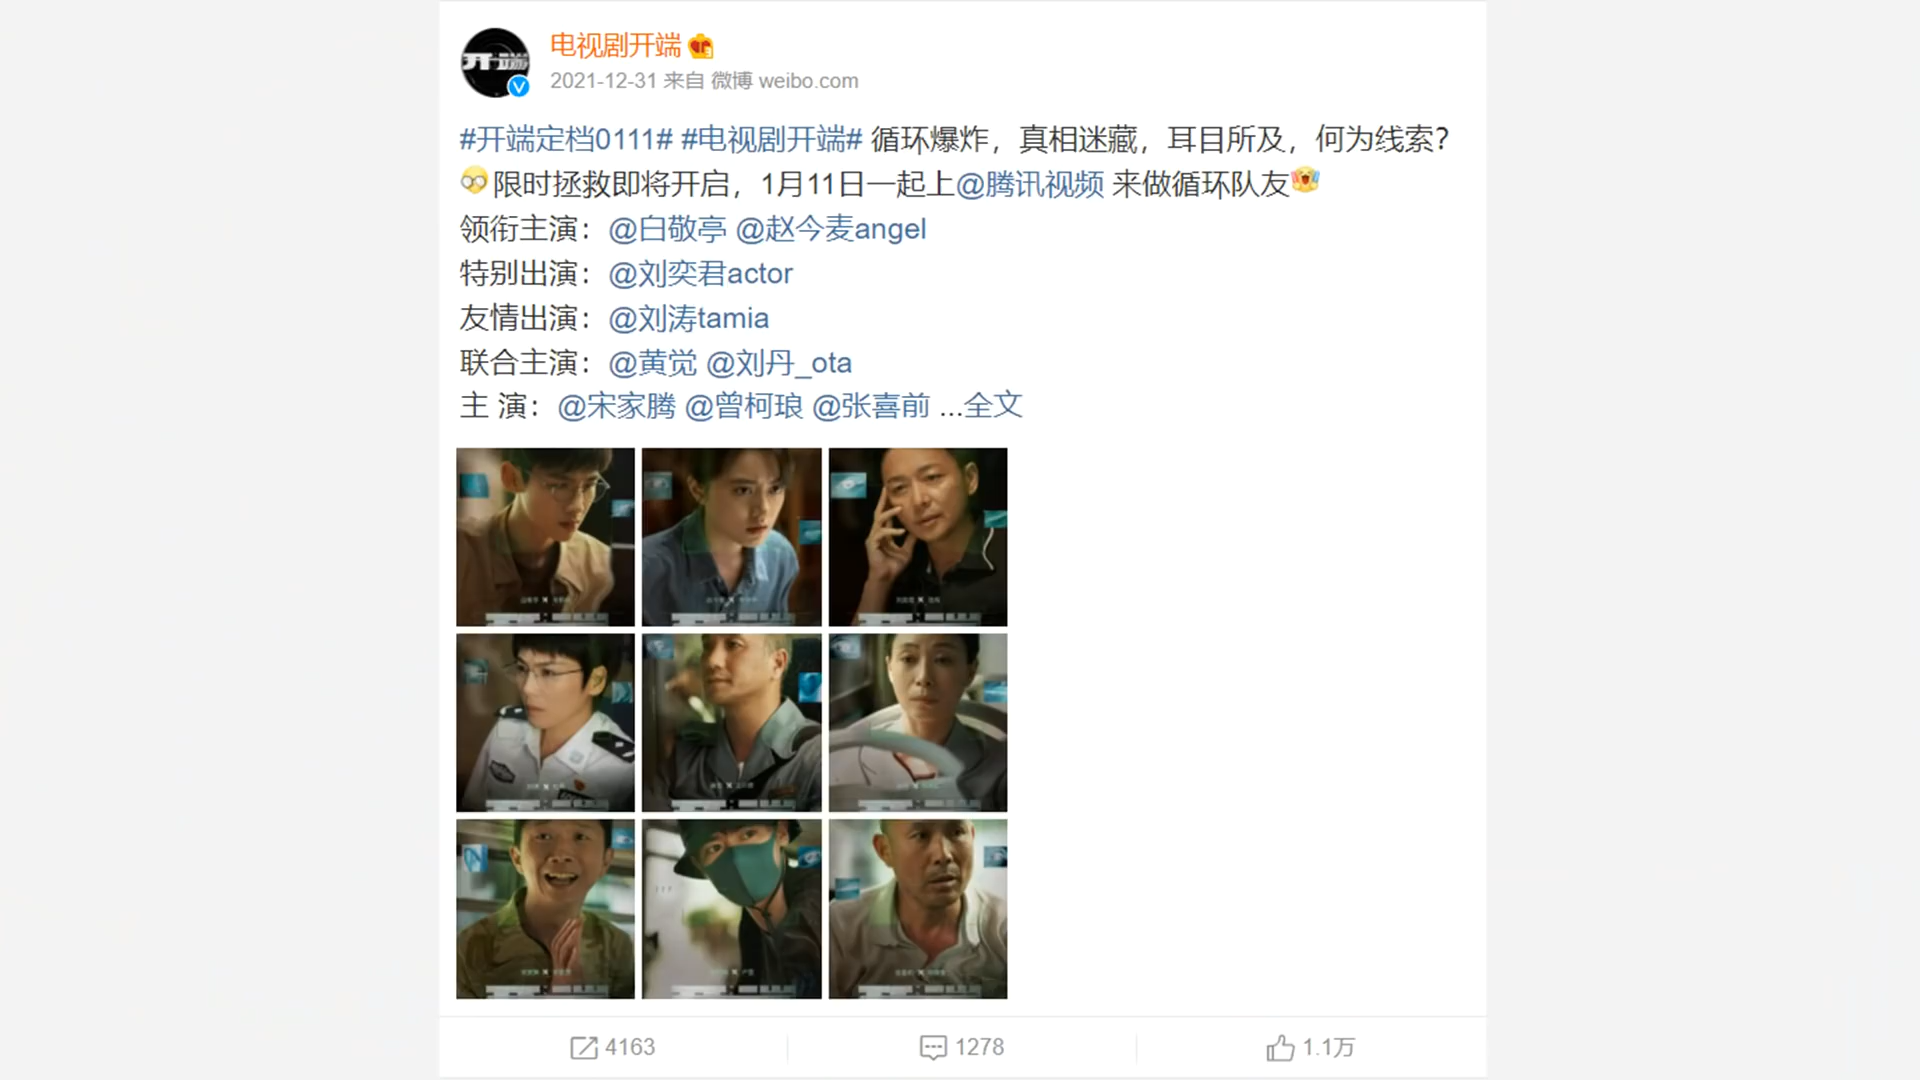 开端
电视剧开端
2021-12-31 来自 微博 weibo.com
#开端定档0111# #电视剧开端# 循环爆炸，真相迷藏，耳目所及，何为线索？
限时拯救即将开启，1月11日一起上@腾讯视频 来做循环队友
领衔主演：@白敬亭 @赵今麦angel
特别出演：@刘奕君actor
友情出演：@刘涛tamia
联合主演：@黄觉 @刘丹_ota
主 演：@宋家腾 @曾柯琅 @张喜前 ...全文
4163
1278
1.1万